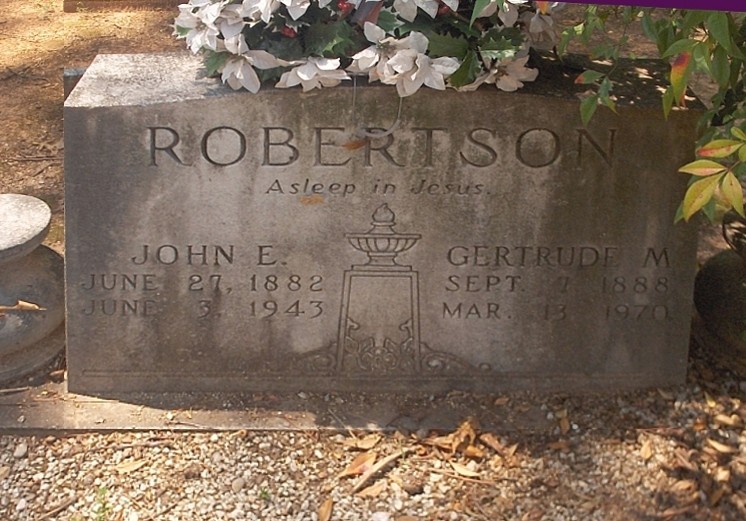 ROBERTSON
Asleep in Jesus.
JOHN E.
JUNE 27, 1882
JUNE 3, 1943
GERTRUDE M
SEPT. 7, 1888
MAR. 13, 1970